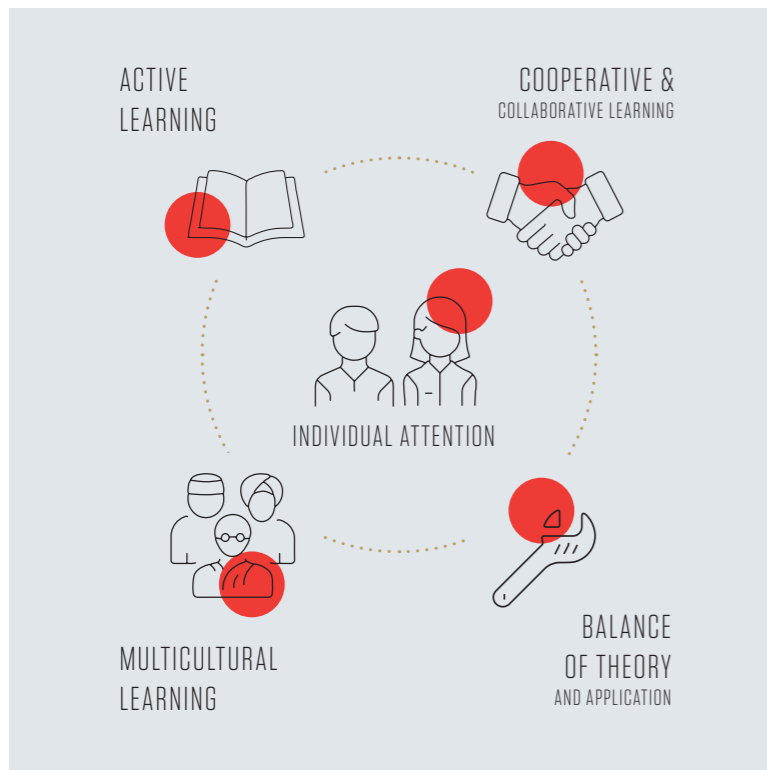 ACTIVE
LEARNING
COOPERATIVE &
COLLABORATIVE LEARNING
INDIVIDUAL ATTENTION
MULTICULTURAL
LEARNING
BALANCE
OF THEORY
AND APPLICATION